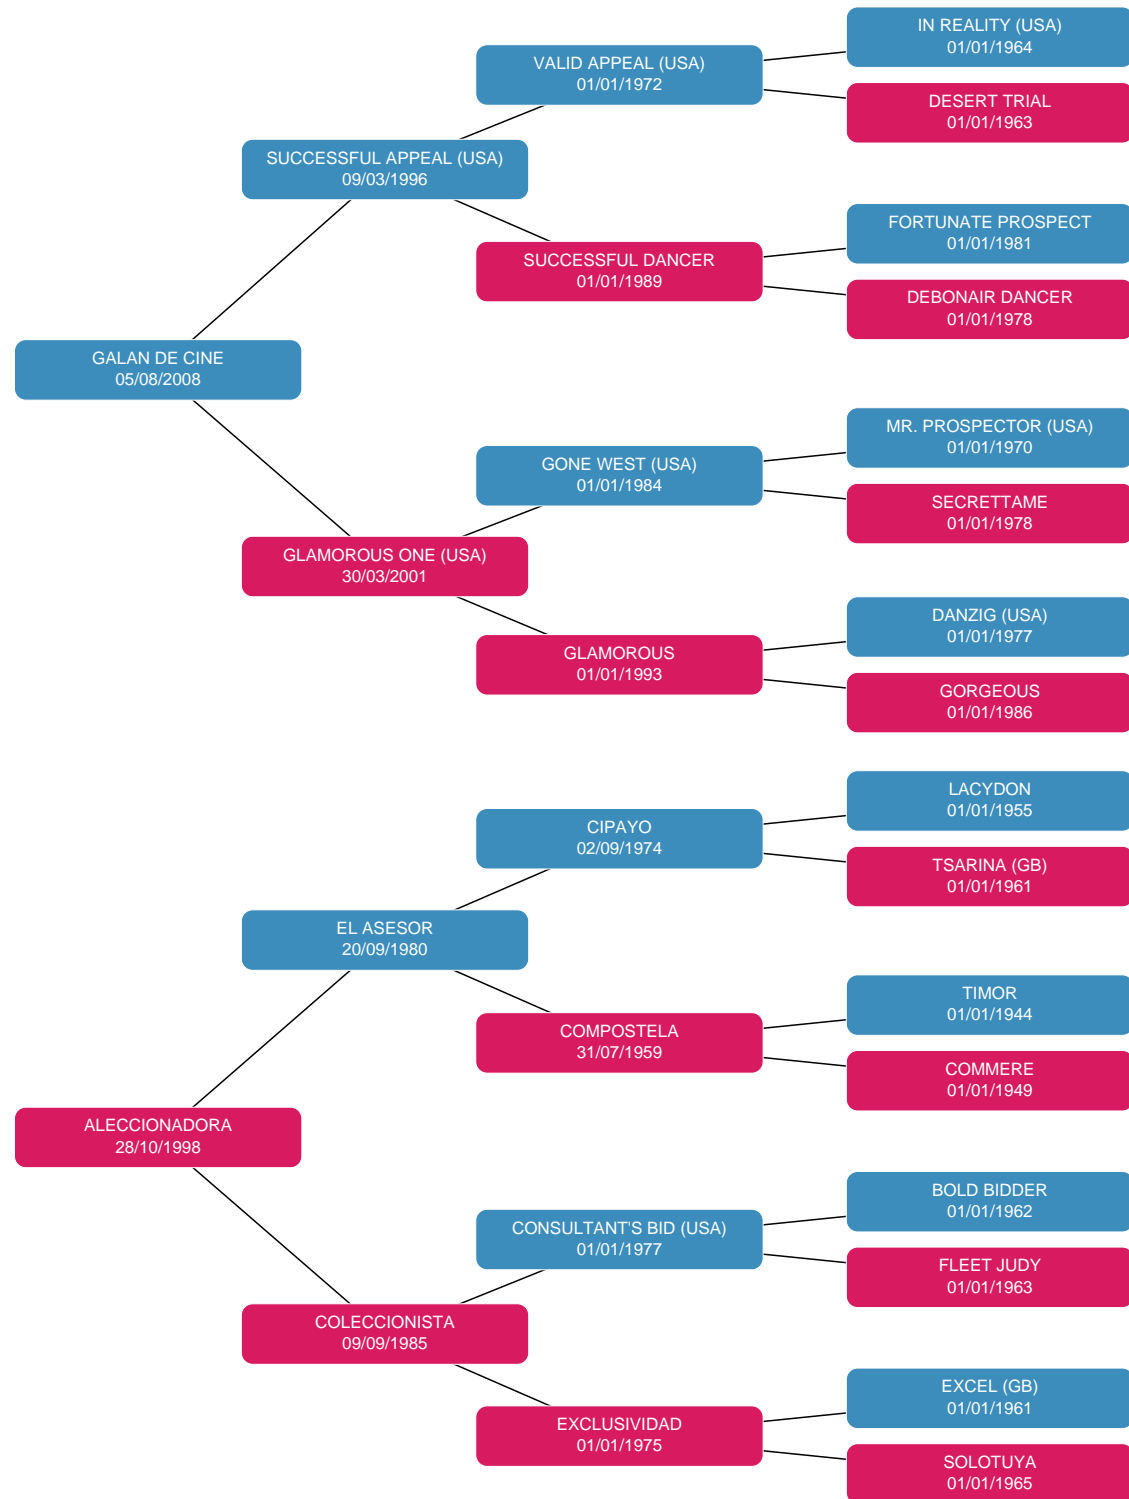 IN REALITY (USA)
01/01/1964
VALID APPEAL (USA)
01/01/1972
DESERT TRIAL
01/01/1963
SUCCESSFUL APPEAL (USA)
09/03/1996
FORTUNATE PROSPECT
01/01/1981
SUCCESSFUL DANCER
01/01/1989
DEBONAIR DANCER
01/01/1978
GALAN DE CINE
05/08/2008
MR. PROSPECTOR (USA)
01/01/1970
GONE WEST (USA)
01/01/1984
SECRETTAME
01/01/1978
GLAMOROUS ONE (USA)
30/03/2001
DANZIG (USA)
01/01/1977
GLAMOROUS
01/01/1993
GORGEOUS
01/01/1986
LACYDON
01/01/1955
CIPAYO
02/09/1974
TSARINA (GB)
01/01/1961
EL ASESOR
20/09/1980
TIMOR
01/01/1944
COMPOSTELA
31/07/1959
COMMERE
01/01/1949
ALECCIONADORA
28/10/1998
BOLD BIDDER
01/01/1962
CONSULTANT'S BID (USA)
01/01/1977
FLEET JUDY
01/01/1963
COLECCIONISTA
09/09/1985
EXCEL (GB)
01/01/1961
EXCLUSIVIDAD
01/01/1975
SOLOTUYA
01/01/1965